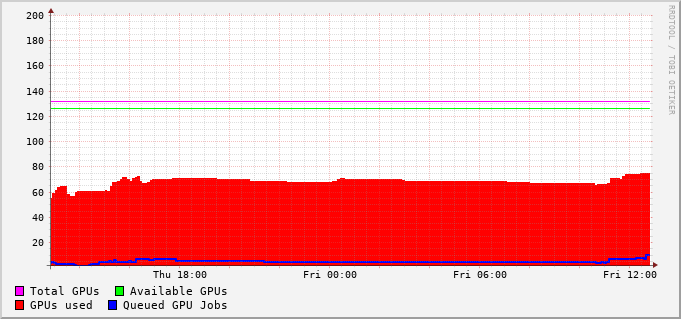 200
180
160
140
120
100
80
60
40
20
Thu 18:00 Fri 00:00 Fri 06:00 Fri 12:00
Total GPUs Available GPUs
GPUs used Queued GPU Jobs
RRDTOOL / TOBI OETIKER